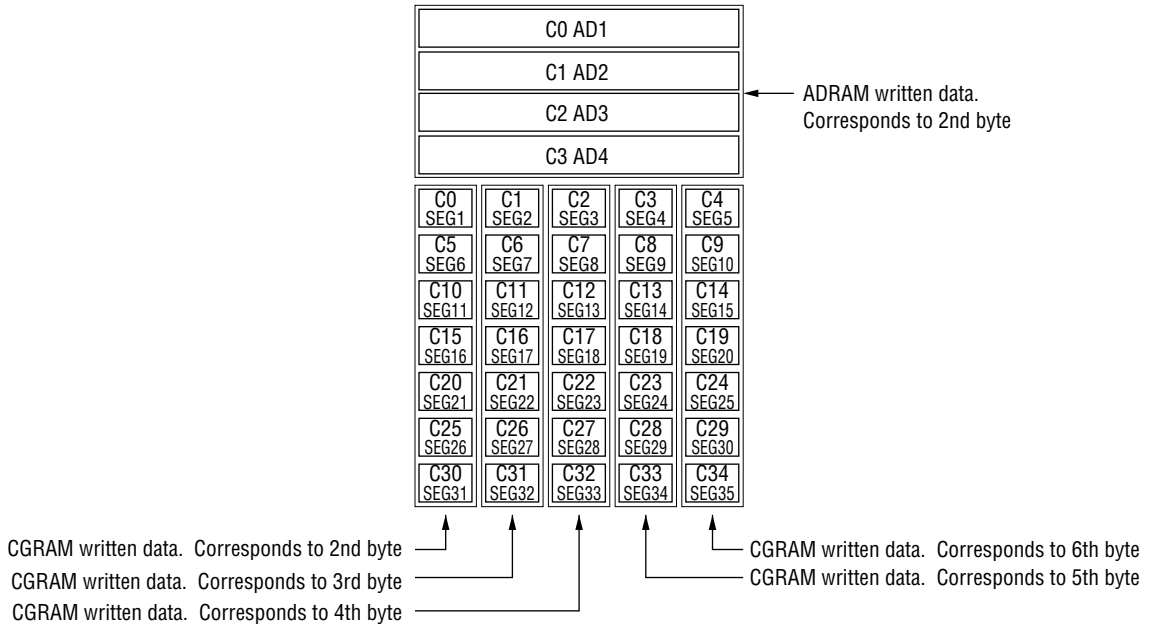 C0 AD1
C1 AD2
C2 AD3
C3 AD4
ADRAM written data.
Corresponds to 2nd byte
C0 C1 C2 C3 C4
SEG1 SEG2 SEG3 SEG4 SEG5
C5 C6 C7 C8 C9
SEG6 SEG7 SEG8 SEG9 SEG10
C10 C11 C12 C13 C14
SEG11 SEG12 SEG13 SEG14 SEG15
C15 C16 C17 C18 C19
SEG16 SEG17 SEG18 SEG19 SEG20
C20 C21 C22 C23 C24
SEG21 SEG22 SEG23 SEG24 SEG25
C25 C26 C27 C28 C29
SEG26 SEG27 SEG28 SEG29 SEG30
C30 C31 C32 C33 C34
SEG31 SEG32 SEG33 SEG34 SEG35
CGRAM written data. Corresponds to 2nd byte
CGRAM written data. Corresponds to 3rd byte
CGRAM written data. Corresponds to 4th byte
CGRAM written data. Corresponds to 6th byte
CGRAM written data. Corresponds to 5th byte